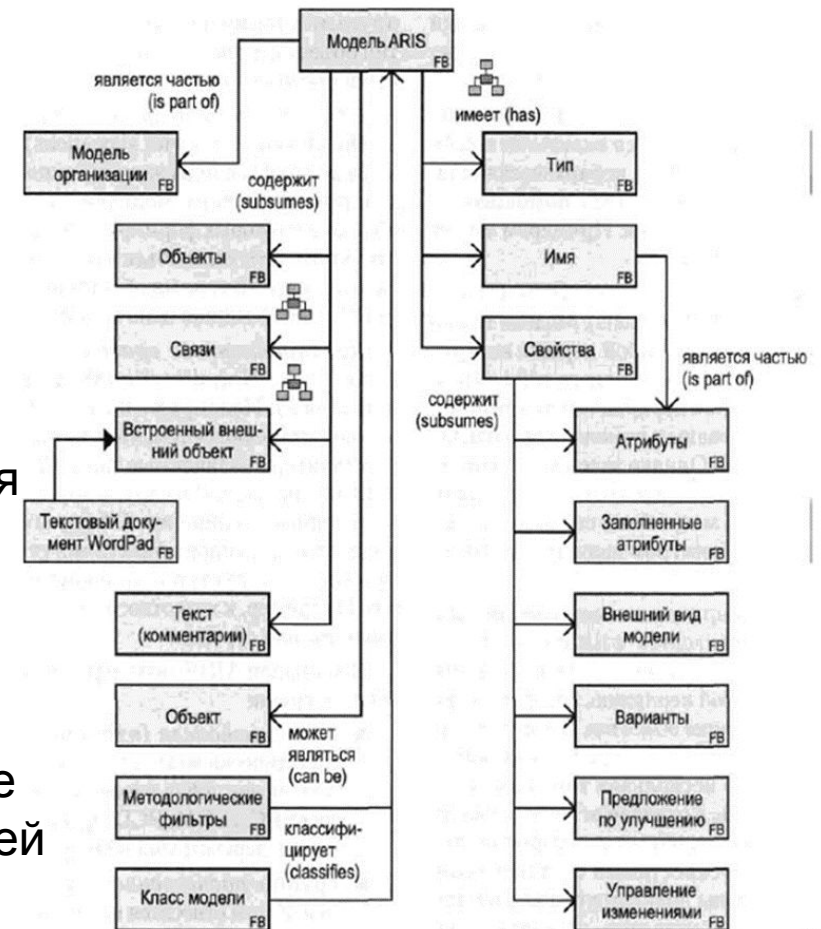 Модель ARIS
FB
является частью
(is part of)
имеет (has)
Модель
организации
FB
содержит
(subsumes)
Тип
FB
Объекты
FB
Имя
FB
Связи
FB
Свойства
FB
является частью
(is part of)
содержит
(subsumes)
Встроенный внеш-
ний объект
FB
Атрибуты
FB
я
Текстовый доку-
мент WordPad
FB
Заполненные
атрибуты
FB
Текст
(комментарии)
FB
Внешний вид
модели
FB
Объект
FB
может
являться
(can be)
Варианты
FB
е
ей
Методологические
фильтры
FB
классифи-
цирует
(classifies)
Предложение
по улучшению
FB
Класс модели
FB
Управление
изменениями
FB